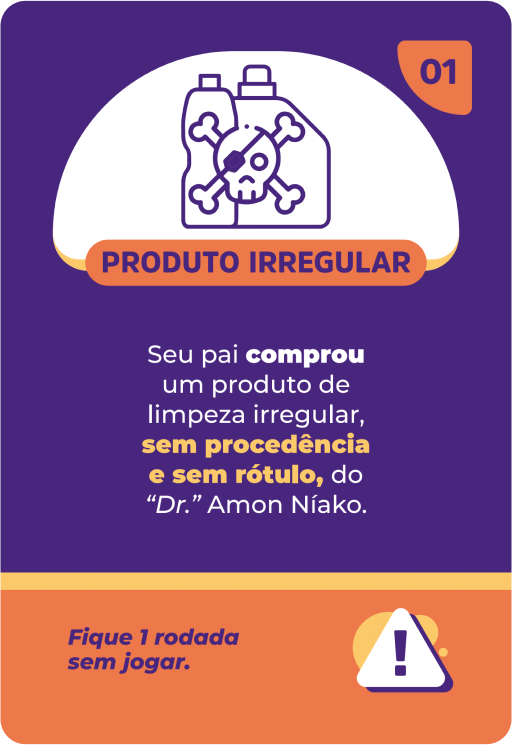 01
PRODUTO IRREGULAR
Seu pai comprou
um produto de
limpeza irregular,
sem procedência
e sem rótulo, do
“Dr.” Amon Níako.
Fique 1 rodada
sem jogar.
!